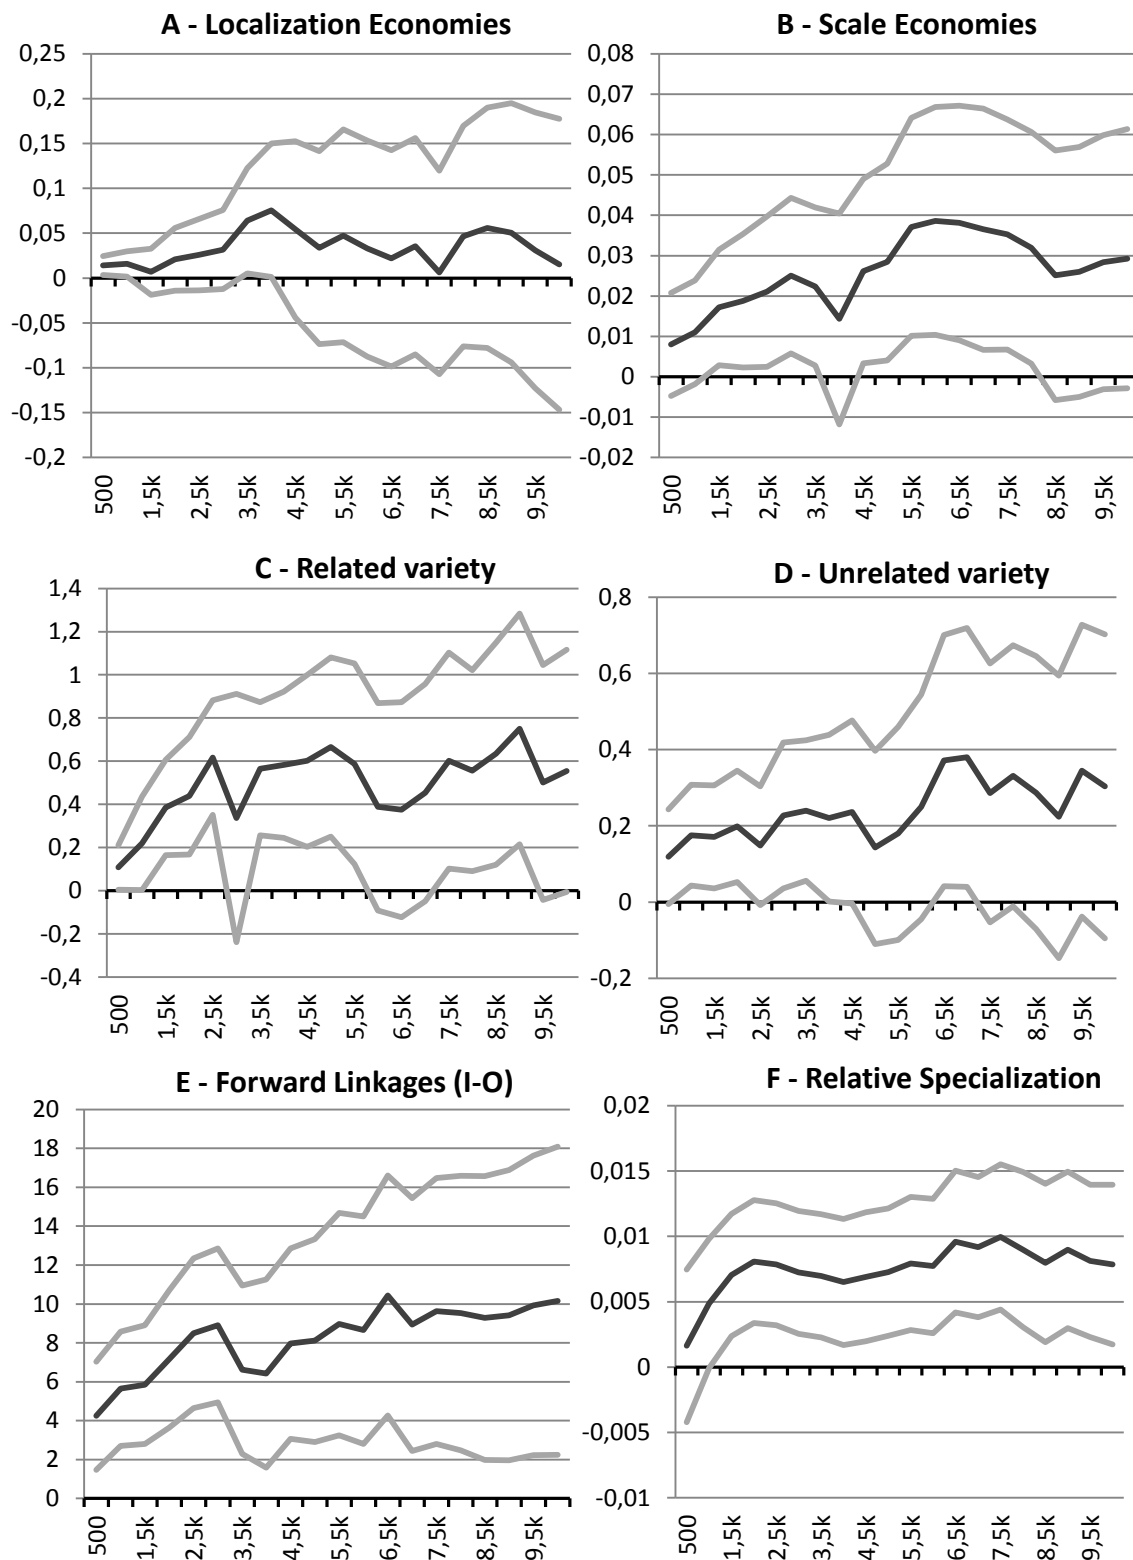 A - Localization Economies
0,25
0,2
0,15
0,1
0,05
0
-0,05
-0,1
-0,15
-0,2
500
1,5k
2,5k
3,5k
4,5k
5,5k
6,5k
7,5k
8,5k
9,5k
B - Scale Economies
0,08
0,07
0,06
0,05
0,04
0,03
0,02
0,01
0
-0,01
-0,02
500
1,5k
2,5k
3,5k
4,5k
5,5k
6,5k
7,5k
8,5k
9,5k
C - Related variety
1,4
1,2
1
0,8
0,6
0,4
0,2
0
-0,2
-0,4
500
1,5k
2,5k
3,5k
4,5k
5,5k
6,5k
7,5k
8,5k
9,5k
D - Unrelated variety
0,8
0,6
0,4
0,2
0
-0,2
500
1,5k
2,5k
3,5k
4,5k
5,5k
6,5k
7,5k
8,5k
9,5k
E - Forward Linkages (I-O)
20
18
16
14
12
10
8
6
4
2
0
500
1,5k
2,5k
3,5k
4,5k
5,5k
6,5k
7,5k
8,5k
9,5k
F - Relative Specialization
0,02
0,015
0,01
0,005
0
-0,005
-0,01
500
1,5k
2,5k
3,5k
4,5k
5,5k
6,5k
7,5k
8,5k
9,5k